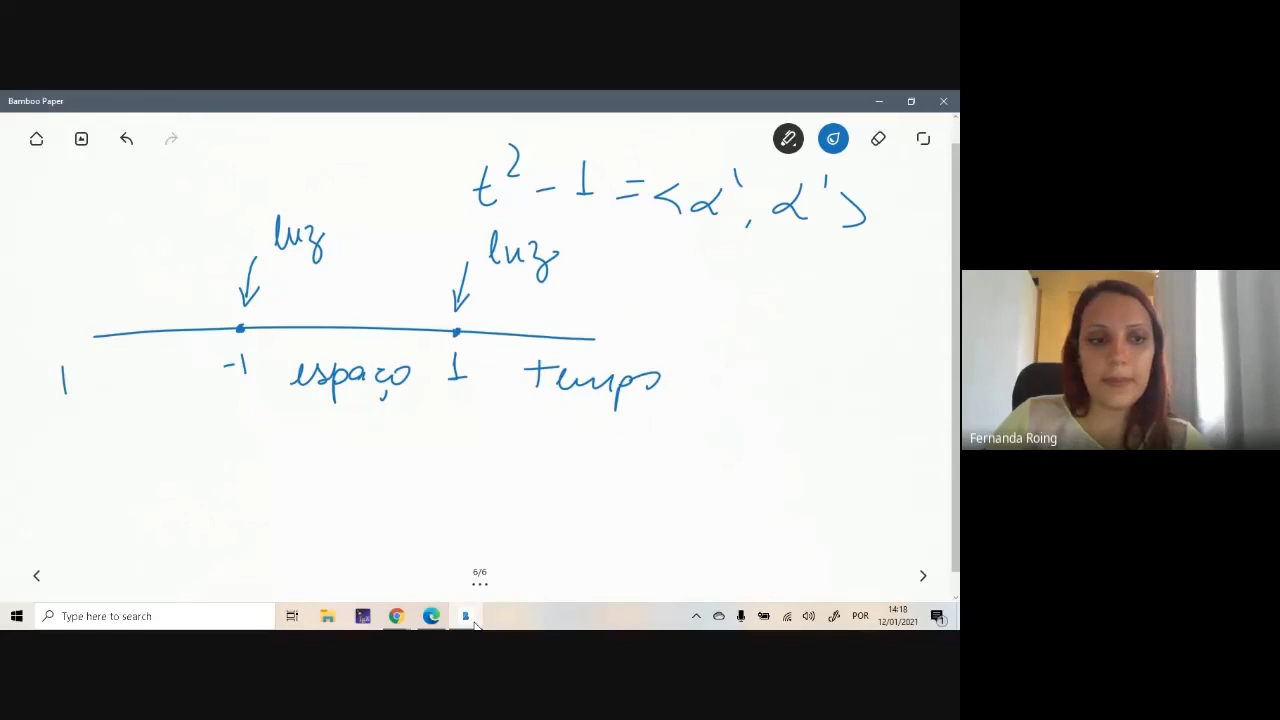 Bamboo Paper
t² - 1 = <α', α'>
luz
luz
-1 espaço 1 tempo
Fernanda Roing
6/6
Type here to search
POR
14:18
12/01/2021